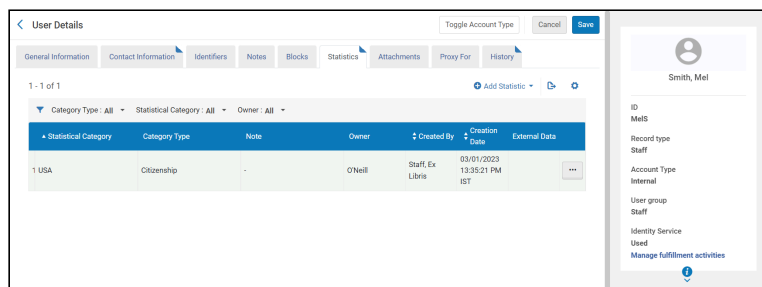 User Details
Toggle Account Type
Cancel
Save
General Information
Contact Information
Identifiers
Notes
Blocks
Statistics
Attachments
Proxy For
History
1 - 1 of 1
Add Statistic
Category Type : All
Statistical Category : All
Owner : All
Statistical Category
Category Type
Note
Owner
Created By
Creation
Date
External Data
1 USA
Citizenship
-
O'Neill
Staff, Ex
Libris
03/01/2023
13:35:21 PM
IST
Smith, Mel
ID
MelS
Record type
Staff
Account Type
Internal
User group
Staff
Identity Service
Used
Manage fulfillment activities